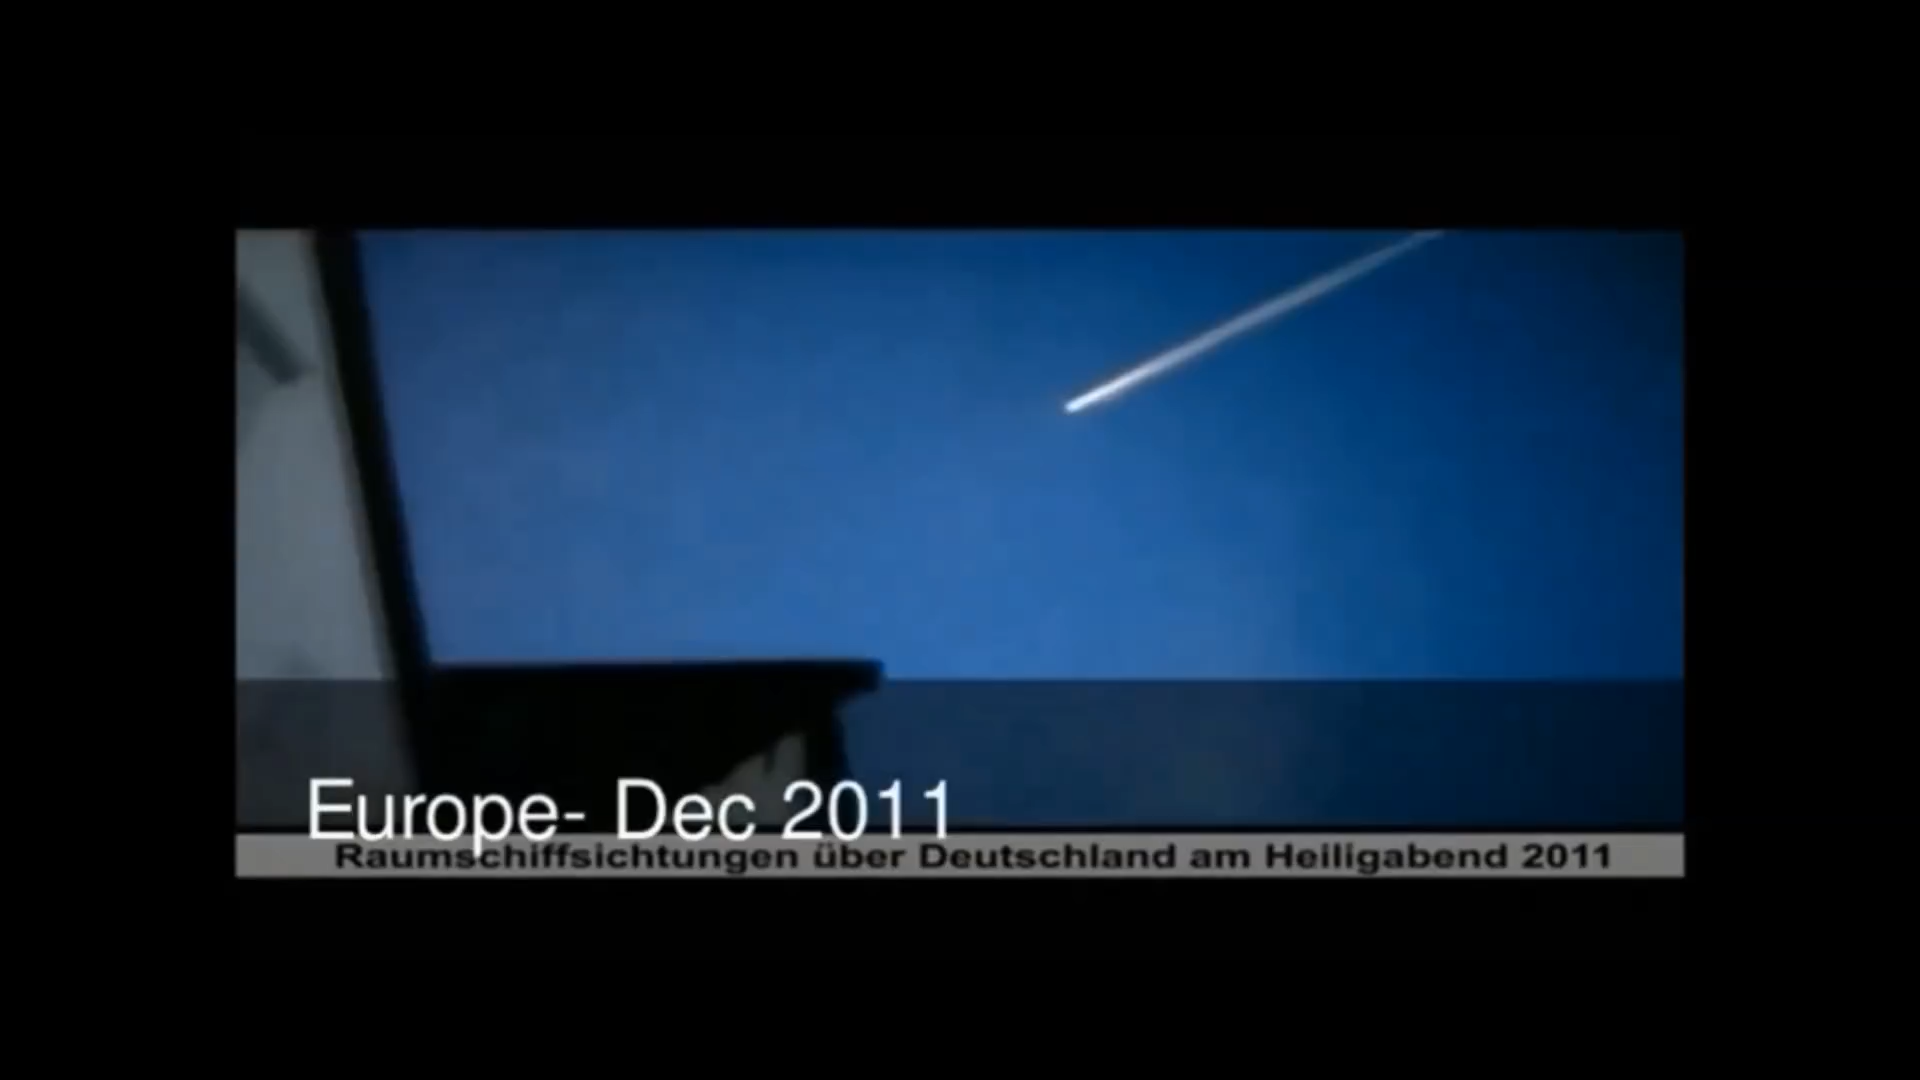 Europe- Dec 2011
Raumschiffsichtungen über Deutschland am Heiligabend 2011